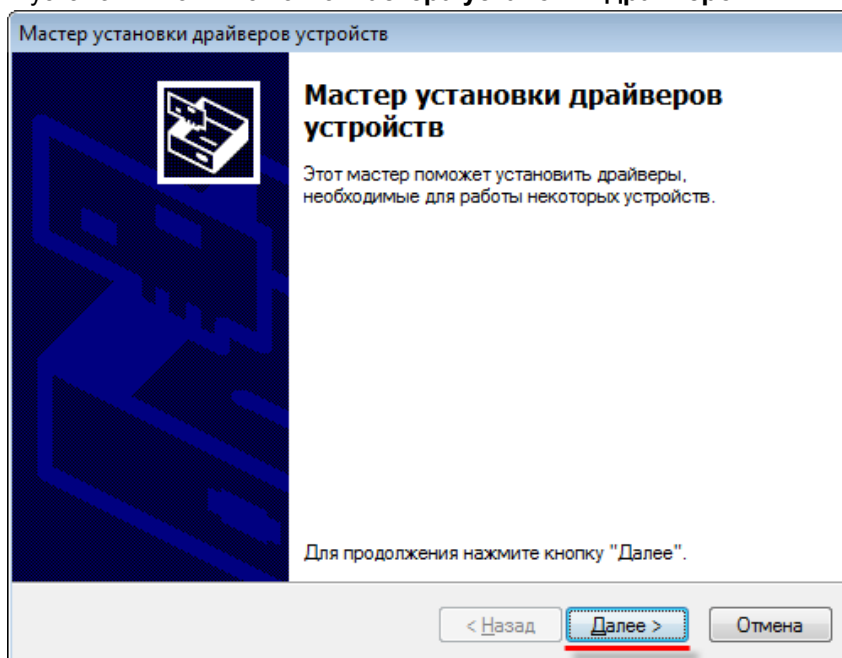 Мастер установки драйверов устройств
Мастер установки драйверов
устройств
Этот мастер поможет установить драйверы,
необходимые для работы некоторых устройств.
Для продолжения нажмите кнопку "Далее".
< Назад Далее > Отмена